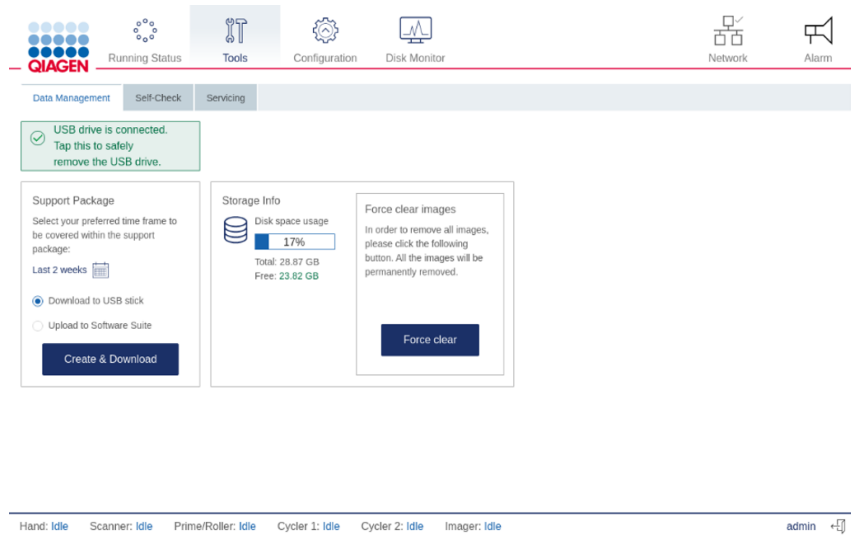 QIAGEN
Running Status
Tools
Configuration
Disk Monitor
Network
Alarm
Data Management
Self-Check
Servicing
USB drive is connected.
Tap this to safely
remove the USB drive.
Support Package
Select your preferred time frame to
be covered within the support
package:
Last 2 weeks
Download to USB stick
Upload to Software Suite
Create & Download
Storage Info
Disk space usage
17%
Total: 28.87 GB
Free: 23.82 GB
Force clear images
In order to remove all images,
please click the following
button. All the images will be
permanently removed.
Force clear
Hand: Idle
Scanner: Idle
Prime/Roller: Idle
Cycler 1: Idle
Cycler 2: Idle
Imager: Idle
admin